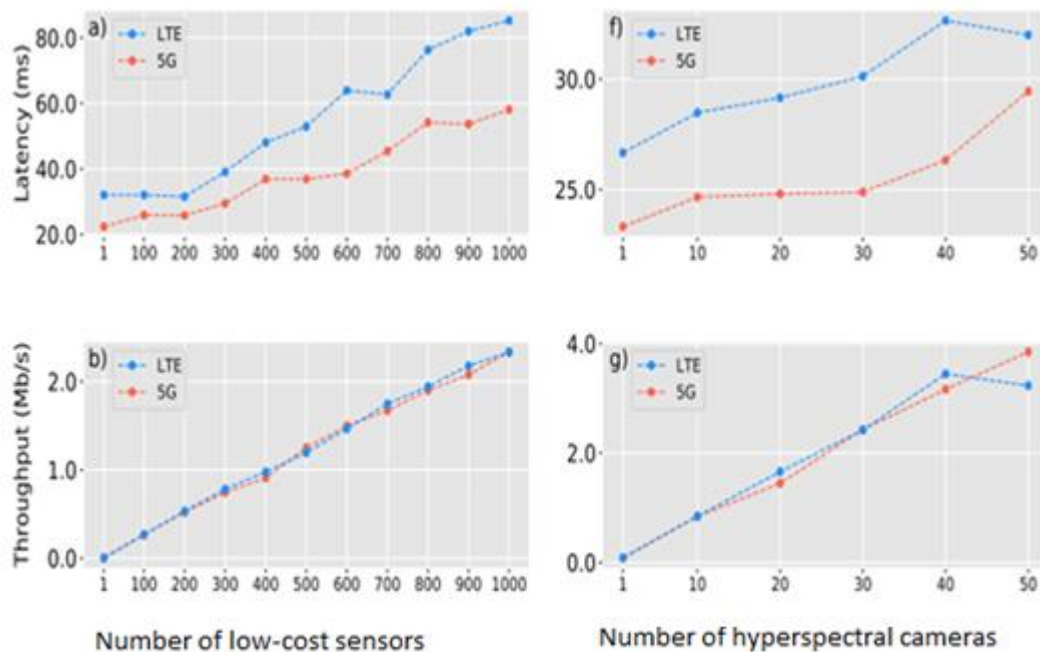 a)
LTE
5G
Latency (ms)
80.0
60.0
40.0
20.0
1 100 200 300 400 500 600 700 800 900 1000
f)
LTE
5G
30.0
25.0
1 10 20 30 40 50
b)
LTE
5G
Throughput (Mb/s)
2.0
1.0
0.0
1 100 200 300 400 500 600 700 800 900 1000
Number of low-cost sensors
g)
LTE
5G
4.0
2.0
0.0
1 10 20 30 40 50
Number of hyperspectral cameras